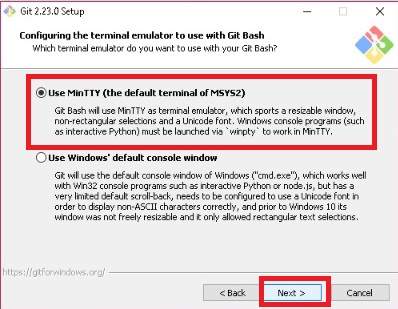 Git 2.23.0 Setup
Configuring the terminal emulator to use with Git Bash
Which terminal emulator do you want to use with your Git Bash?
Use MinTTY (the default terminal of MSYS2)
Git Bash will use MinTTY as terminal emulator, which sports a resizable window,
non-rectangular selections and a Unicode font. Windows console programs (such
as interactive Python) must be launched via `winpty` to work in MinTTY.
Use Windows' default console window
Git will use the default console window of Windows ("cmd.exe"), which works well
with Win32 console programs such as interactive Python or node.js, but has a
very limited default scroll-back, needs to be configured to use a Unicode font in
order to display non-ASCII characters correctly, and prior to Windows 10 its
window was not freely resizable and it only allowed rectangular text selections.
https://gitforwindows.org/
< Back
Next >
Cancel